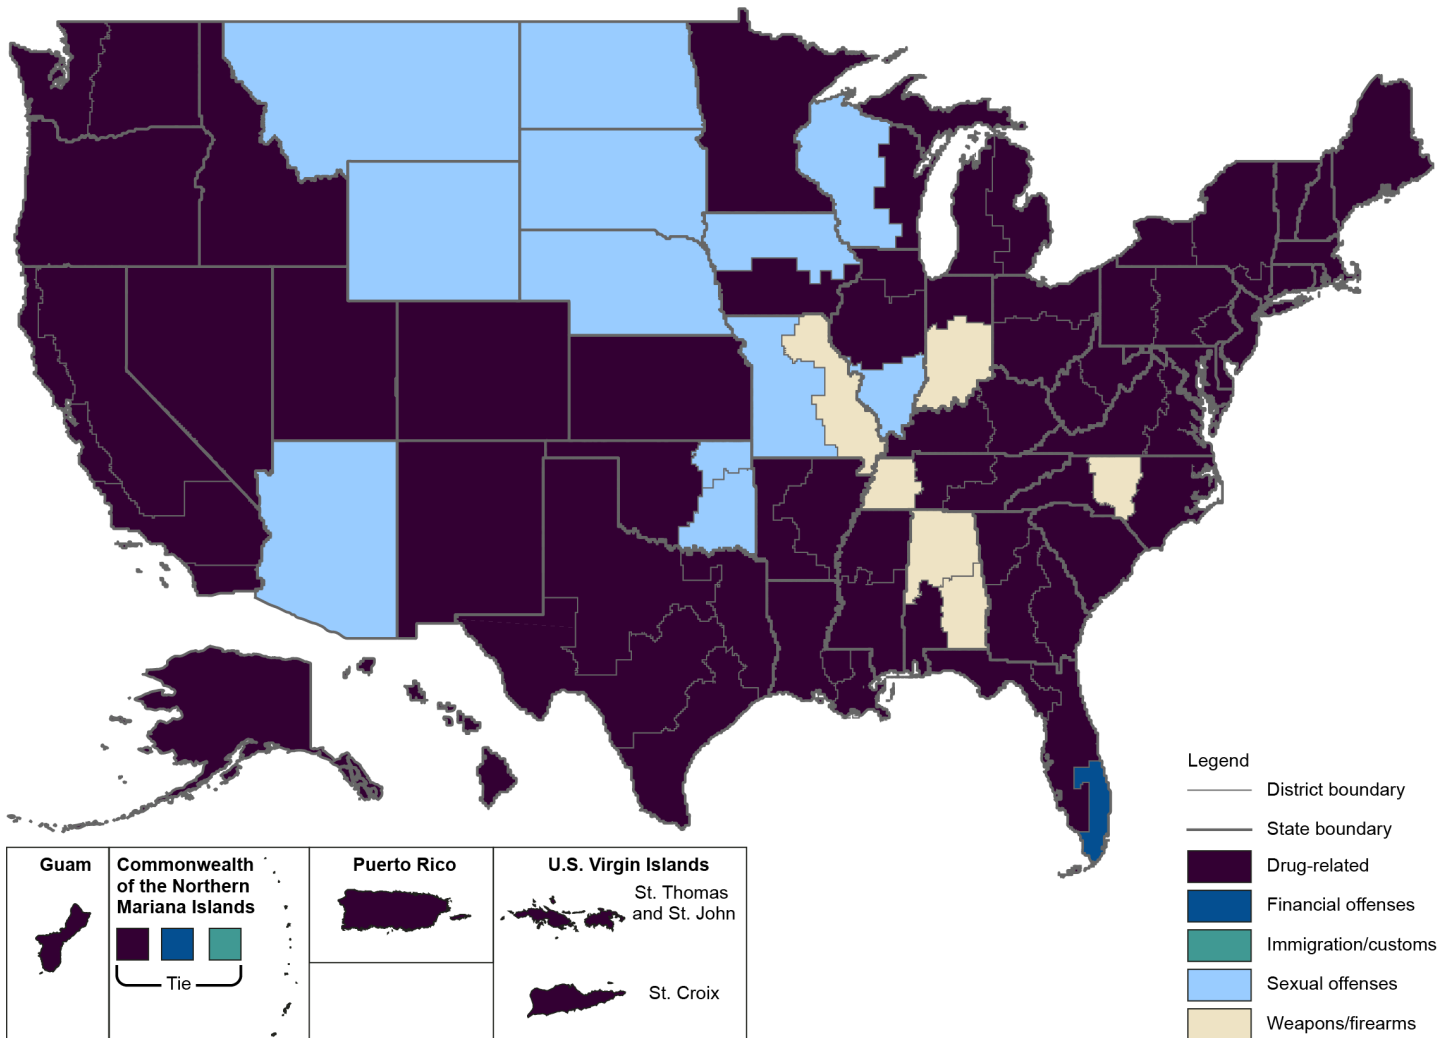 Legend
District boundary
State boundary
Drug-related
Financial offenses
Immigration/customs
Sexual offenses
Weapons/firearms
Guam
Commonwealth
of the Northern
Mariana Islands
Tie
Puerto Rico
U.S. Virgin Islands
St. Thomas
and St. John
St. Croix